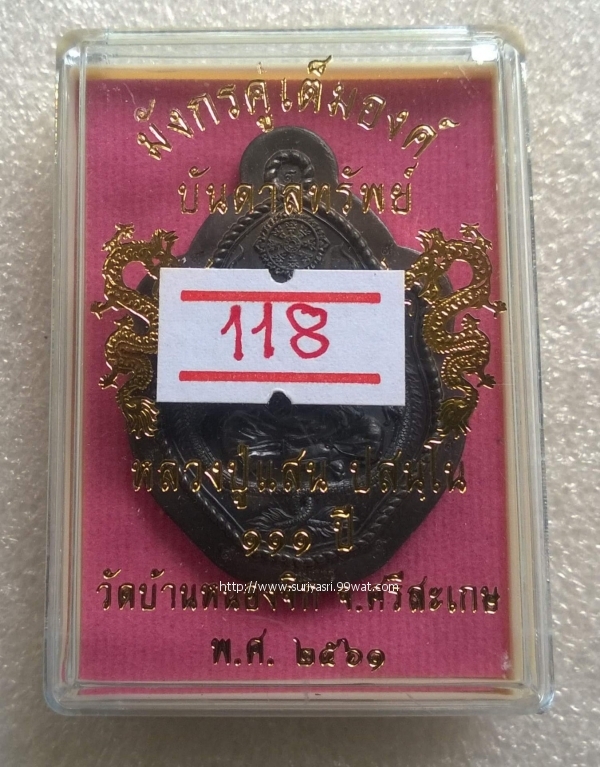 มังกรคู่เต็มองค์
บันดาลทรัพย์
118
หลวงปู่แสน ปสนฺโน
๑๑๑ ปี
http://www.suriyasri.99wat.com
วัดบ้านหนองจิก จ.ศรีสะเกษ
พ.ศ. ๒๕๖๑